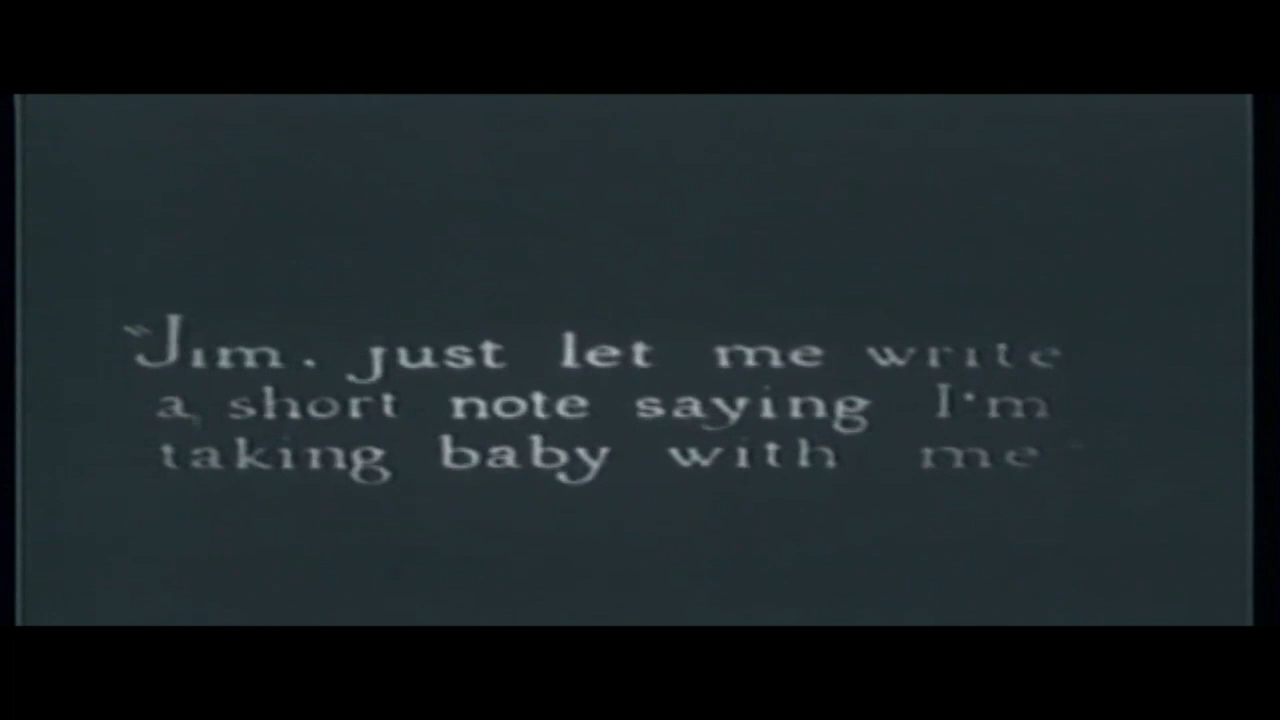 "Jim, just let me write
a short note saying I'm
taking baby with me"